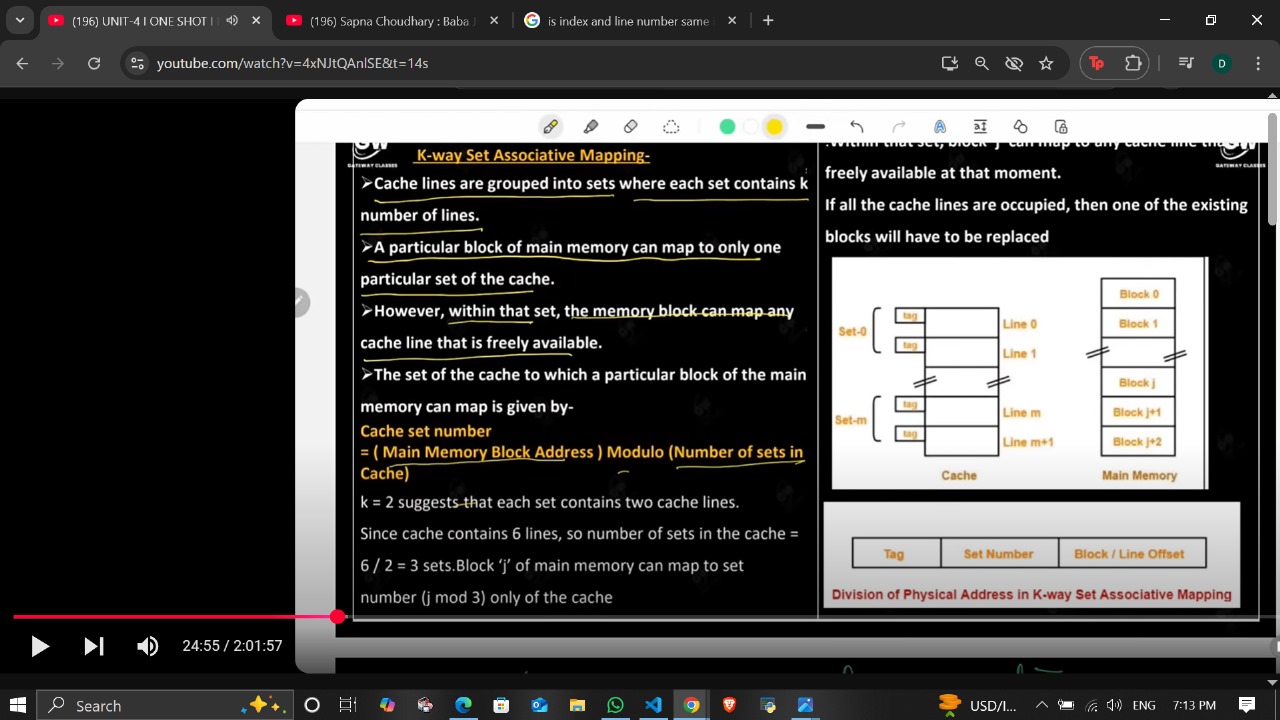 (196) UNIT-4 I ONE SHOT I
(196) Sapna Choudhary : Baba
is index and line number same
youtube.com/watch?v=4xNJtQAnlSE&t=14s
D
GATEWAY CLASSES
K-way Set Associative Mapping-
➢Cache lines are grouped into sets where each set contains k
number of lines.
➢A particular block of main memory can map to only one
particular set of the cache.
➢However, within that set, the memory block can map any
cache line that is freely available.
➢The set of the cache to which a particular block of the main
memory can map is given by-
Cache set number
= ( Main Memory Block Address ) Modulo (Number of sets in
Cache)
k = 2 suggests that each set contains two cache lines.
Since cache contains 6 lines, so number of sets in the cache =
6 / 2 = 3 sets.Block ‘j’ of main memory can map to set
number (j mod 3) only of the cache
.Within that set, block ‘j’ can map to any cache line that
GATEWAY CLASSES
freely available at that moment.
If all the cache lines are occupied, then one of the existing
blocks will have to be replaced
Set-0
tag
Line 0
tag
Line 1
Set-m
tag
Line m
tag
Line m+1
Cache
Block 0
Block 1
Block j
Block j+1
Block j+2
Main Memory
Tag
Set Number
Block / Line Offset
Division of Physical Address in K-way Set Associative Mapping
24:55 / 2:01:57
Search
USD/I...
ENG
7:13 PM